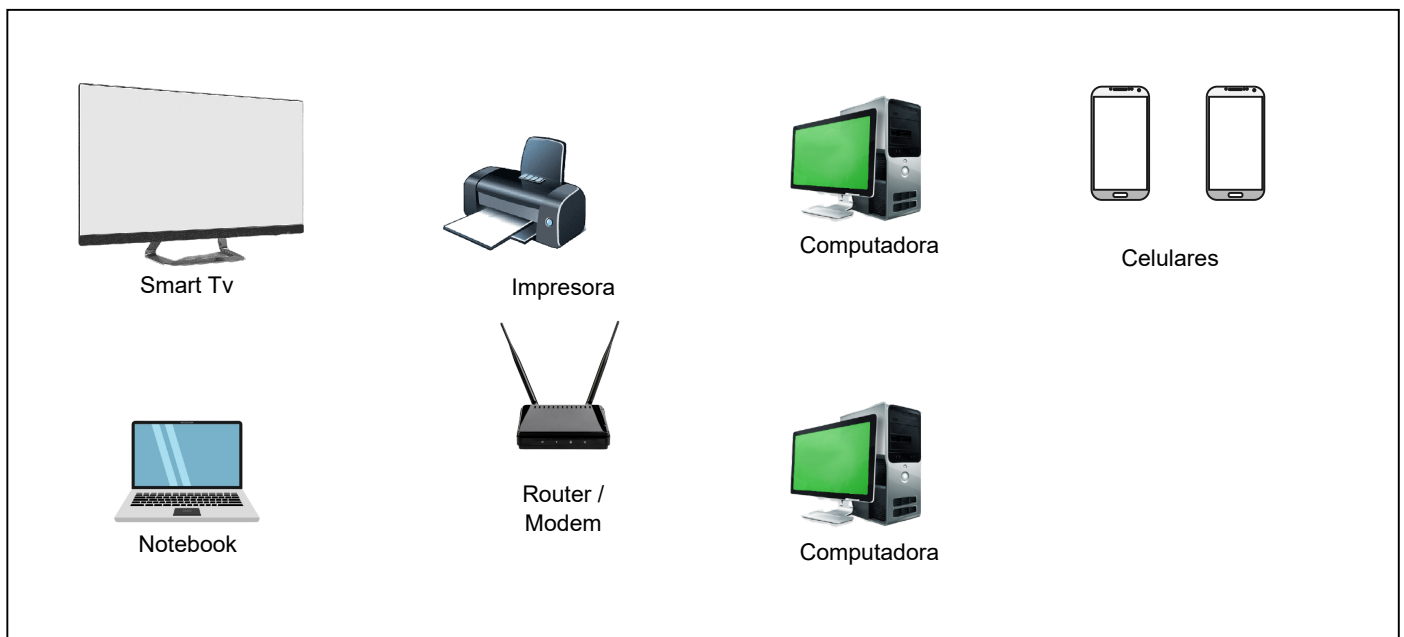 Smart Tv
Impresora
Computadora
Celulares
Notebook
Router /
Modem
Computadora